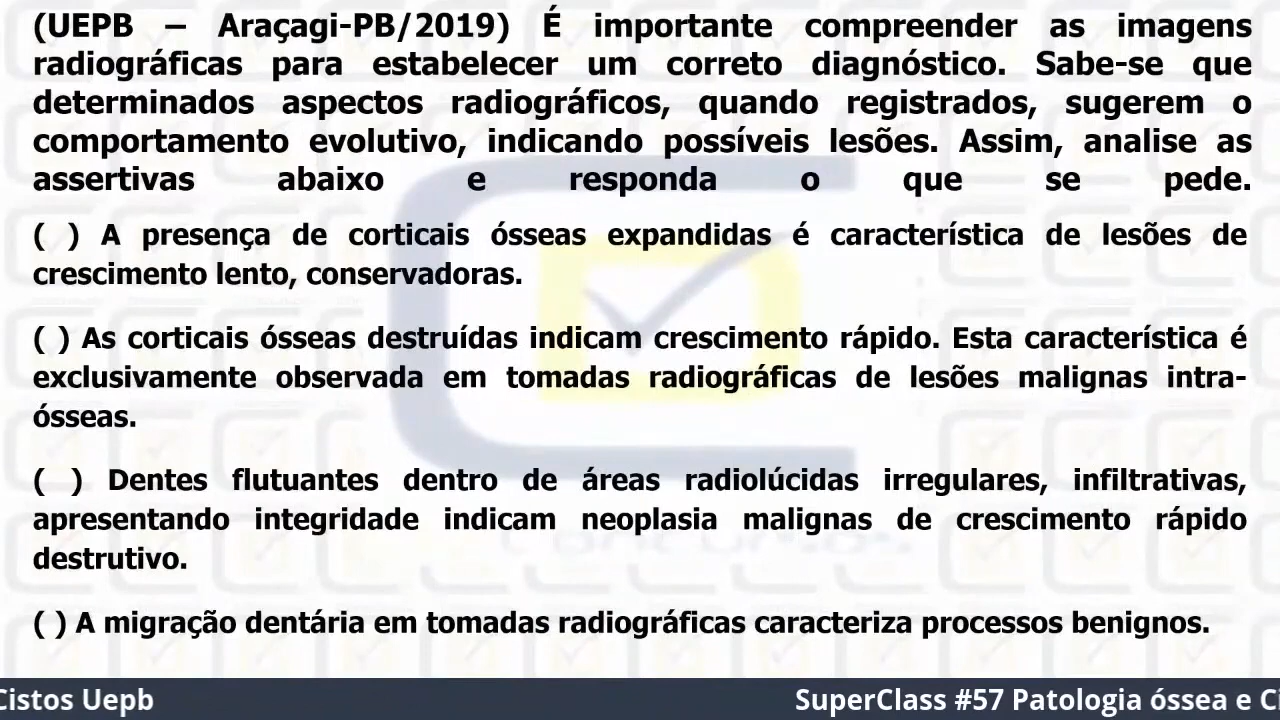 (UEPB – Araçagi-PB/2019) É importante compreender as imagens
radiográficas para estabelecer um correto diagnóstico. Sabe-se que
determinados aspectos radiográficos, quando registrados, sugerem o
comportamento evolutivo, indicando possíveis lesões. Assim, analise as
assertivas abaixo e responda o que se pede.
( ) A presença de corticais ósseas expandidas é característica de lesões de
crescimento lento, conservadoras.
( ) As corticais ósseas destruídas indicam crescimento rápido. Esta característica é
exclusivamente observada em tomadas radiográficas de lesões malignas intra-
ósseas.
( ) Dentes flutuantes dentro de áreas radiolúcidas irregulares, infiltrativas,
apresentando integridade indicam neoplasia malignas de crescimento rápido
destrutivo.
( ) A migração dentária em tomadas radiográficas caracteriza processos benignos.
Cistos Uepb SuperClass #57 Patologia óssea e Ci